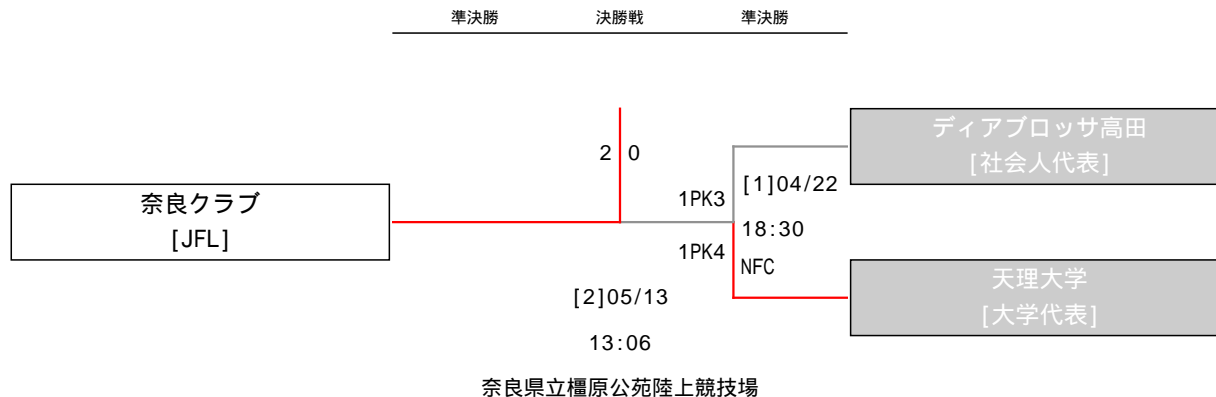 準決勝 決勝戦 準決勝
ディアブロッサ高田
[社会人代表]
2 0
[1]04/22
1PK3
奈良クラブ
[JFL]
18:30
1PK4
NFC
天理大学
[大学代表]
[2]05/13
13:06
奈良県立橿原公苑陸上競技場